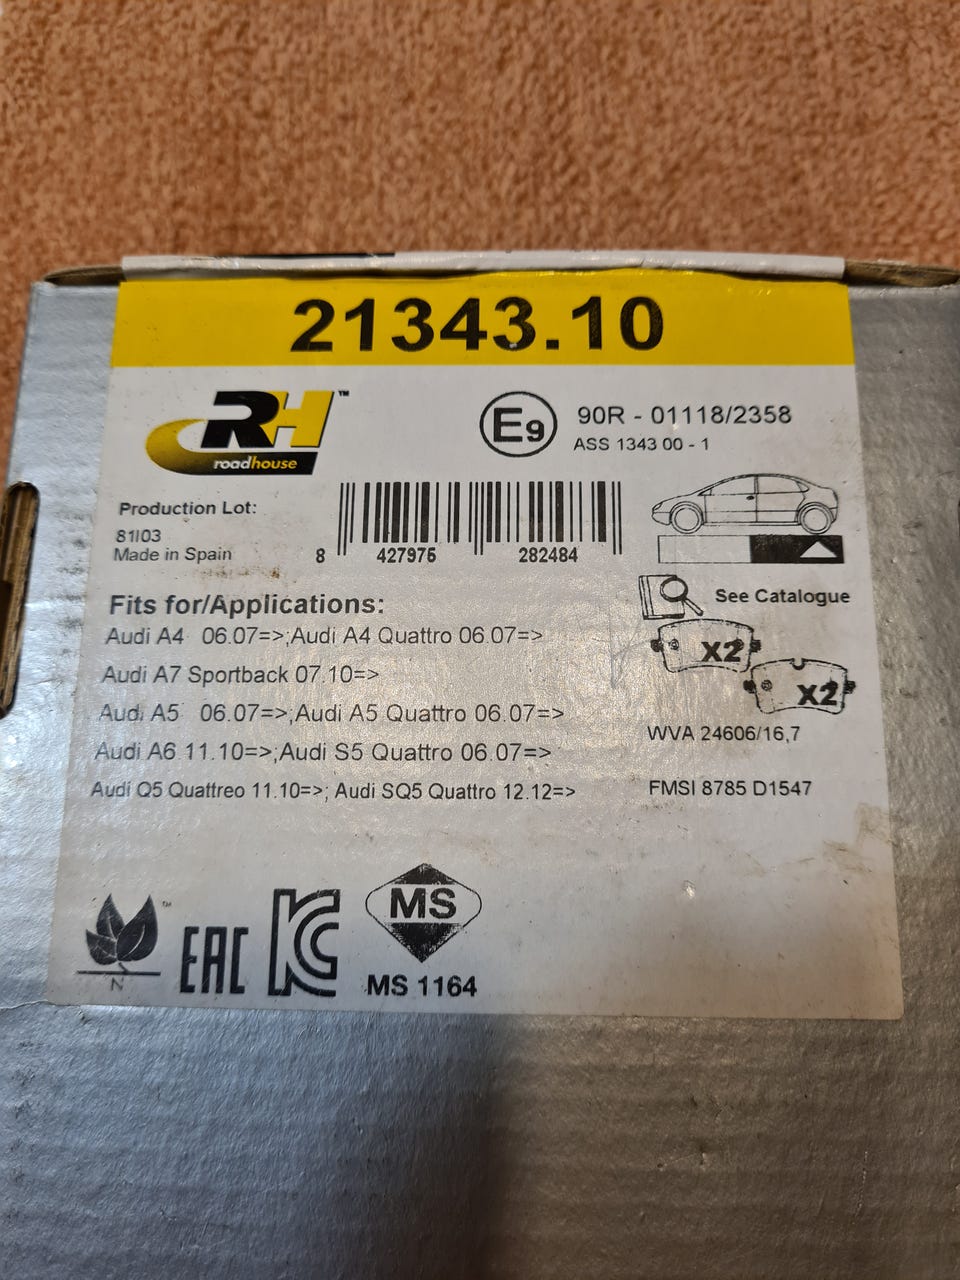 21343.10
RH™
roadhouse
E9 90R - 01118/2358
ASS 1343 00 - 1
Production Lot:
81I03
Made in Spain
8 427975 282484
See Catalogue
Fits for/Applications:
Audi A4 06.07=>;Audi A4 Quattro 06.07=>
Audi A7 Sportback 07.10=>
Audi A5 06.07=>;Audi A5 Quattro 06.07=>
Audi A6 11.10=>;Audi S5 Quattro 06.07=>
Audi Q5 Quattreo 11.10=>; Audi SQ5 Quattro 12.12=>
X2
X2
WVA 24606/16,7
FMSI 8785 D1547
™
N
EAC
KC
MS
MS 1164